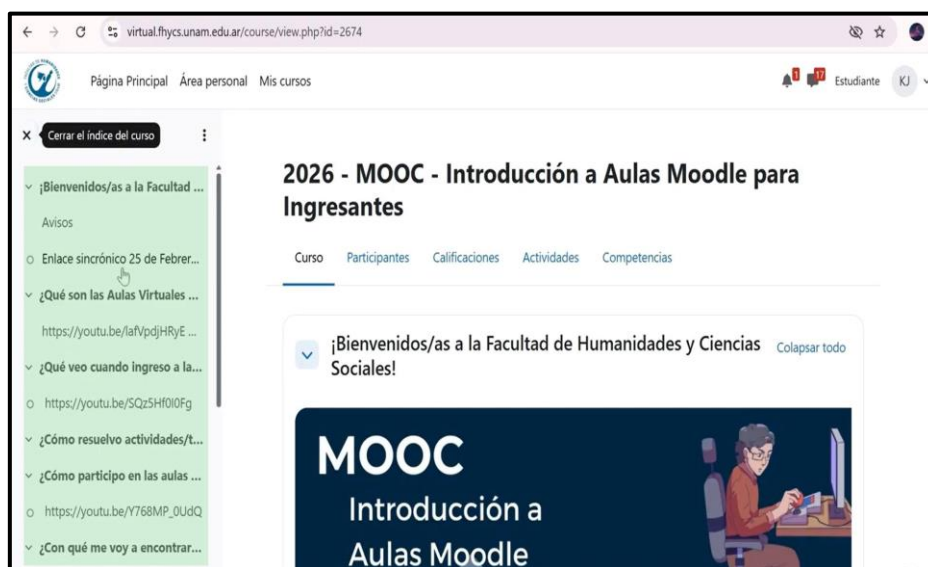 virtual.fhycs.unam.edu.ar/course/view.php?id=2674
Página Principal Área personal Mis cursos
1 17 Estudiante KJ
Cerrar el índice del curso
¡Bienvenidos/as a la Facultad ...
Avisos
Enlace sincrónico 25 de Febrer...
¿Qué son las Aulas Virtuales ...
https://youtu.be/lafVpdjHRyE ...
¿Qué veo cuando ingreso a la...
https://youtu.be/SQz5Hf0I0Fg
¿Cómo resuelvo actividades/t...
¿Cómo participo en las aulas ...
https://youtu.be/Y768MP_0UdQ
¿Con qué me voy a encontrar...
2026 - MOOC - Introducción a Aulas Moodle para
Ingresantes
Curso Participantes Calificaciones Actividades Competencias
¡Bienvenidos/as a la Facultad de Humanidades y Ciencias
Sociales!
Colapsar todo
MOOC
Introducción a
Aulas Moodle